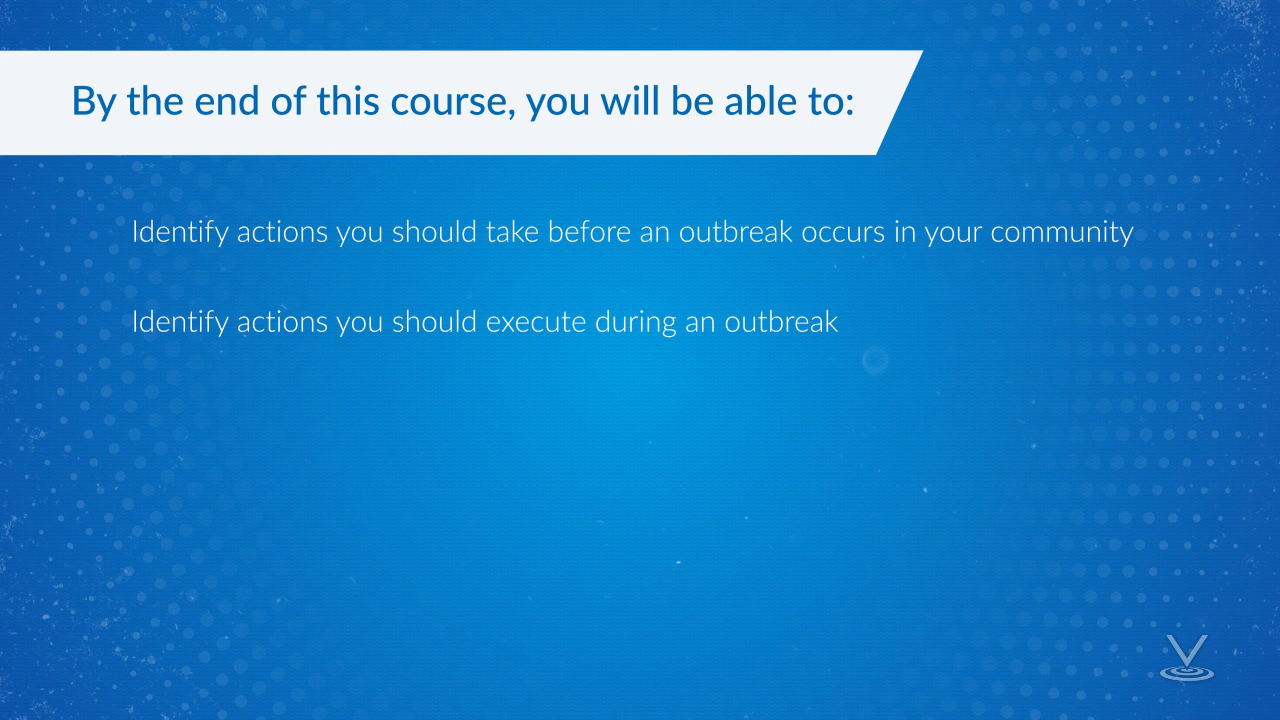 By the end of this course, you will be able to:
Identify actions you should take before an outbreak occurs in your community
Identify actions you should execute during an outbreak